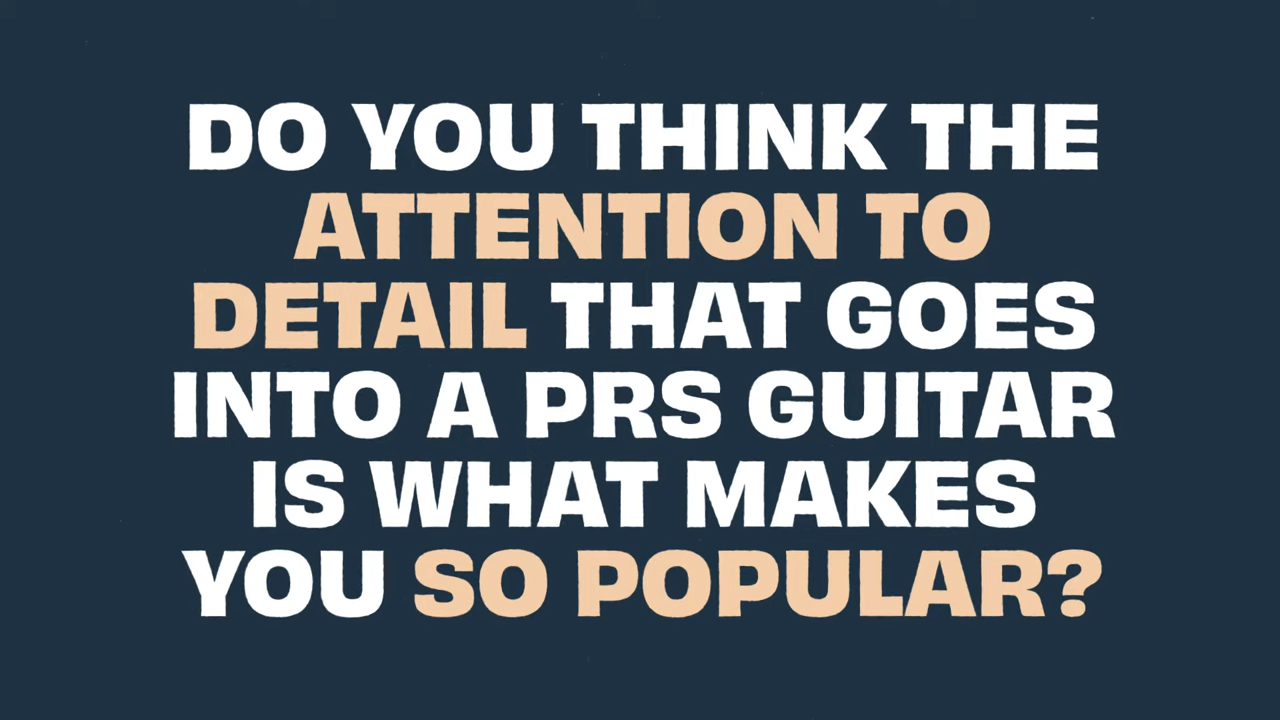 DO YOU THINK THE
ATTENTION TO
DETAIL THAT GOES
INTO A PRS GUITAR
IS WHAT MAKES
YOU SO POPULAR?